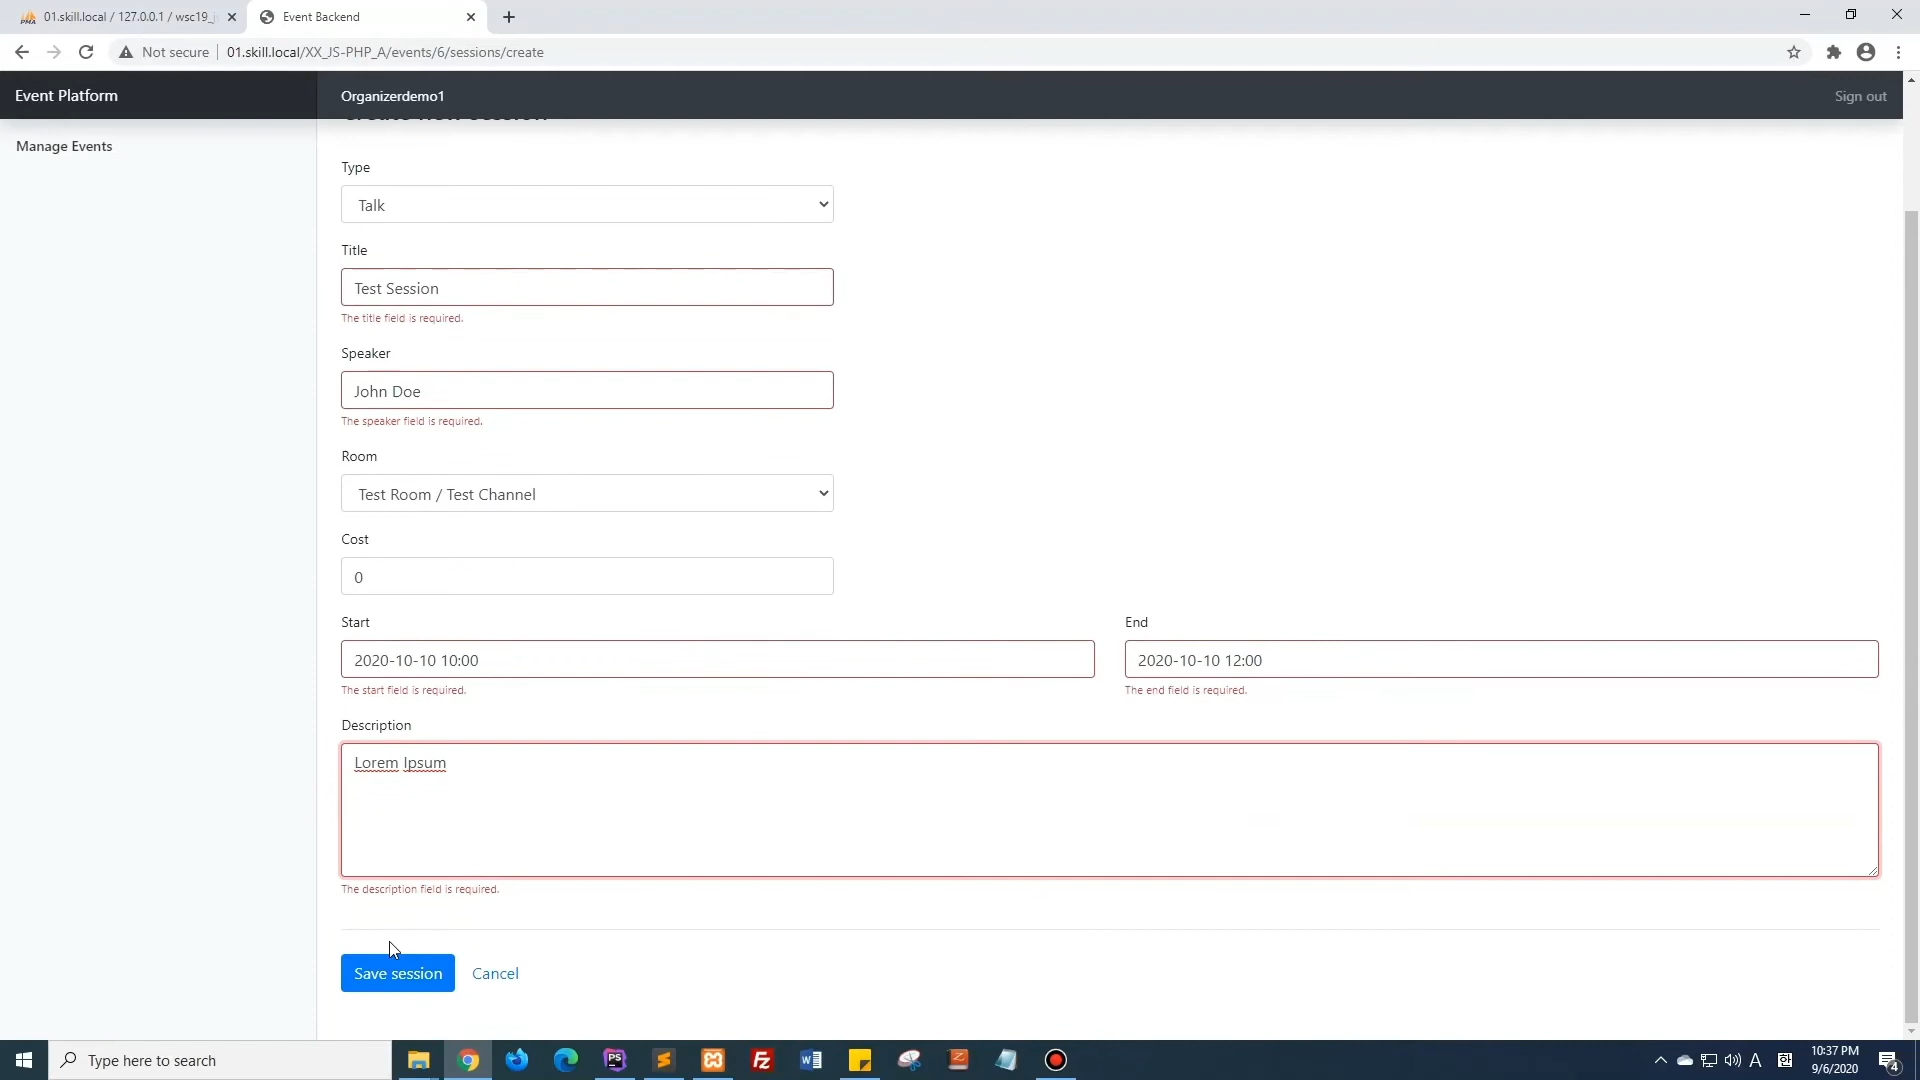 01.skill.local / 127.0.0.1 / wsc19_j
Event Backend
Not secure
01.skill.local/XX_JS-PHP_A/events/6/sessions/create
Event Platform
Organizerdemo1
Sign out
Manage Events
Create new session
Type
Talk
Title
Test Session
The title field is required.
Speaker
John Doe
The speaker field is required.
Room
Test Room / Test Channel
Cost
0
Start
End
2020-10-10 10:00
2020-10-10 12:00
The start field is required.
The end field is required.
Description
Lorem Ipsum
The description field is required.
Save session
Cancel
Type here to search
10:37 PM
9/6/2020
4